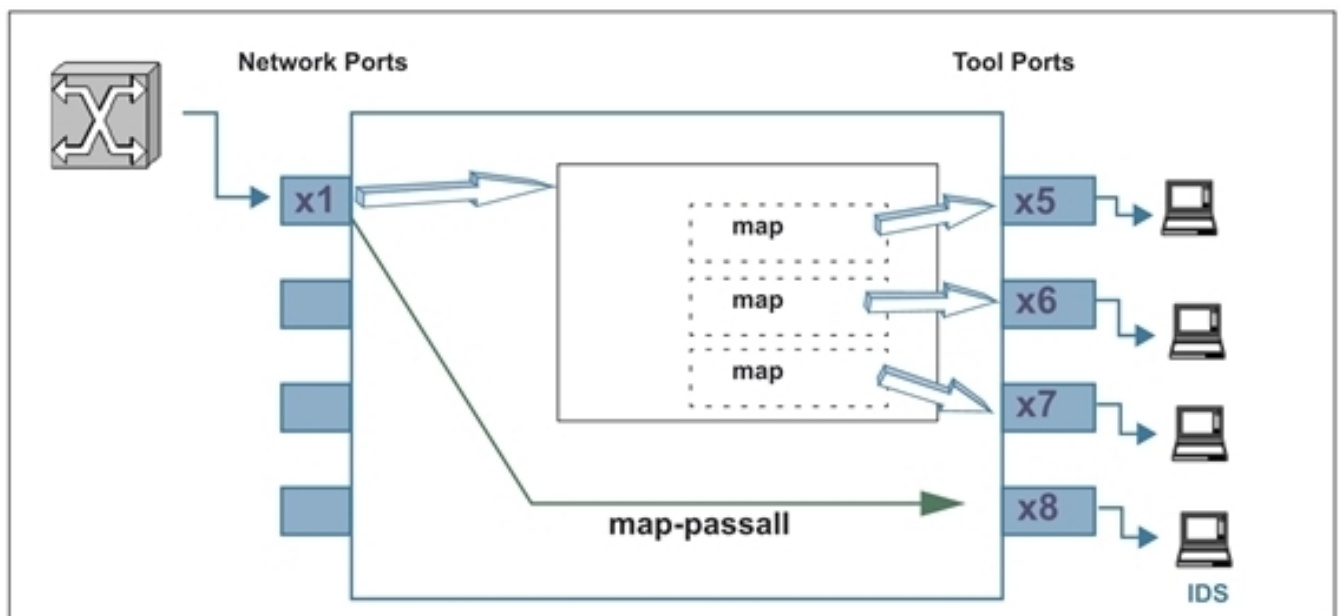 Network Ports
Tool Ports
x1
x5
map
map
x6
map
x7
map-passall
x8
IDS